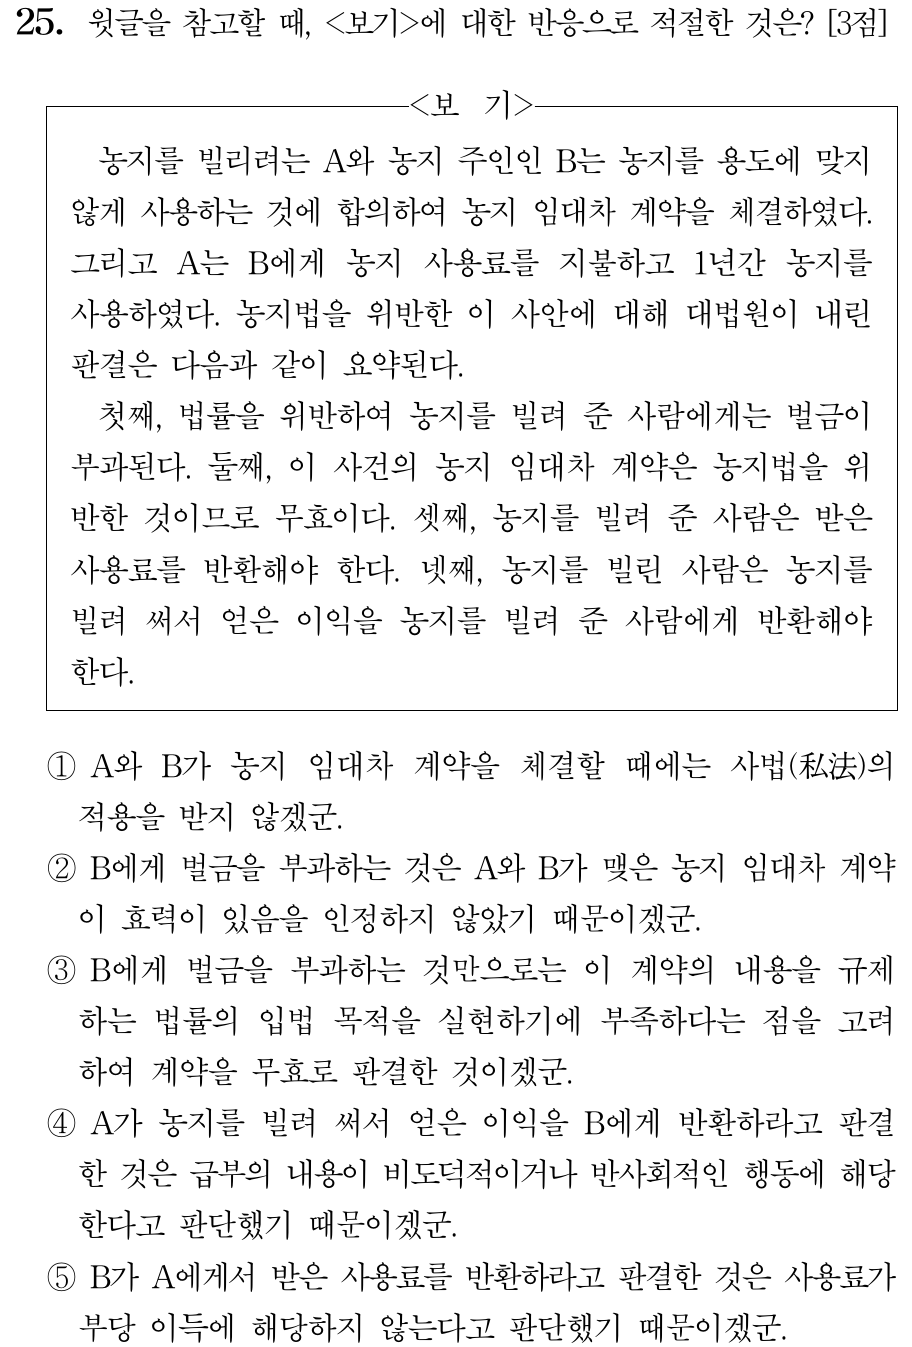 25. 윗글을 참고할 때, <보기>에 대한 반응으로 적절한 것은? [3점]
<보 기>
농지를 빌리려는 A와 농지 주인인 B는 농지를 용도에 맞지
않게 사용하는 것에 합의하여 농지 임대차 계약을 체결하였다.
그리고 A는 B에게 농지 사용료를 지불하고 1년간 농지를
사용하였다. 농지법을 위반한 이 사안에 대해 대법원이 내린
판결은 다음과 같이 요약된다.
첫째, 법률을 위반하여 농지를 빌려 준 사람에게는 벌금이
부과된다. 둘째, 이 사건의 농지 임대차 계약은 농지법을 위
반한 것이므로 무효이다. 셋째, 농지를 빌려 준 사람은 받은
사용료를 반환해야 한다. 넷째, 농지를 빌린 사람은 농지를
빌려 써서 얻은 이익을 농지를 빌려 준 사람에게 반환해야
한다.
① A와 B가 농지 임대차 계약을 체결할 때에는 사법(私法)의
적용을 받지 않겠군.
② B에게 벌금을 부과하는 것은 A와 B가 맺은 농지 임대차 계약
이 효력이 있음을 인정하지 않았기 때문이겠군.
③ B에게 벌금을 부과하는 것만으로는 이 계약의 내용을 규제
하는 법률의 입법 목적을 실현하기에 부족하다는 점을 고려
하여 계약을 무효로 판결한 것이겠군.
④ A가 농지를 빌려 써서 얻은 이익을 B에게 반환하라고 판결
한 것은 급부의 내용이 비도덕적이거나 반사회적인 행동에 해당
한다고 판단했기 때문이겠군.
⑤ B가 A에게서 받은 사용료를 반환하라고 판결한 것은 사용료가
부당 이득에 해당하지 않는다고 판단했기 때문이겠군.